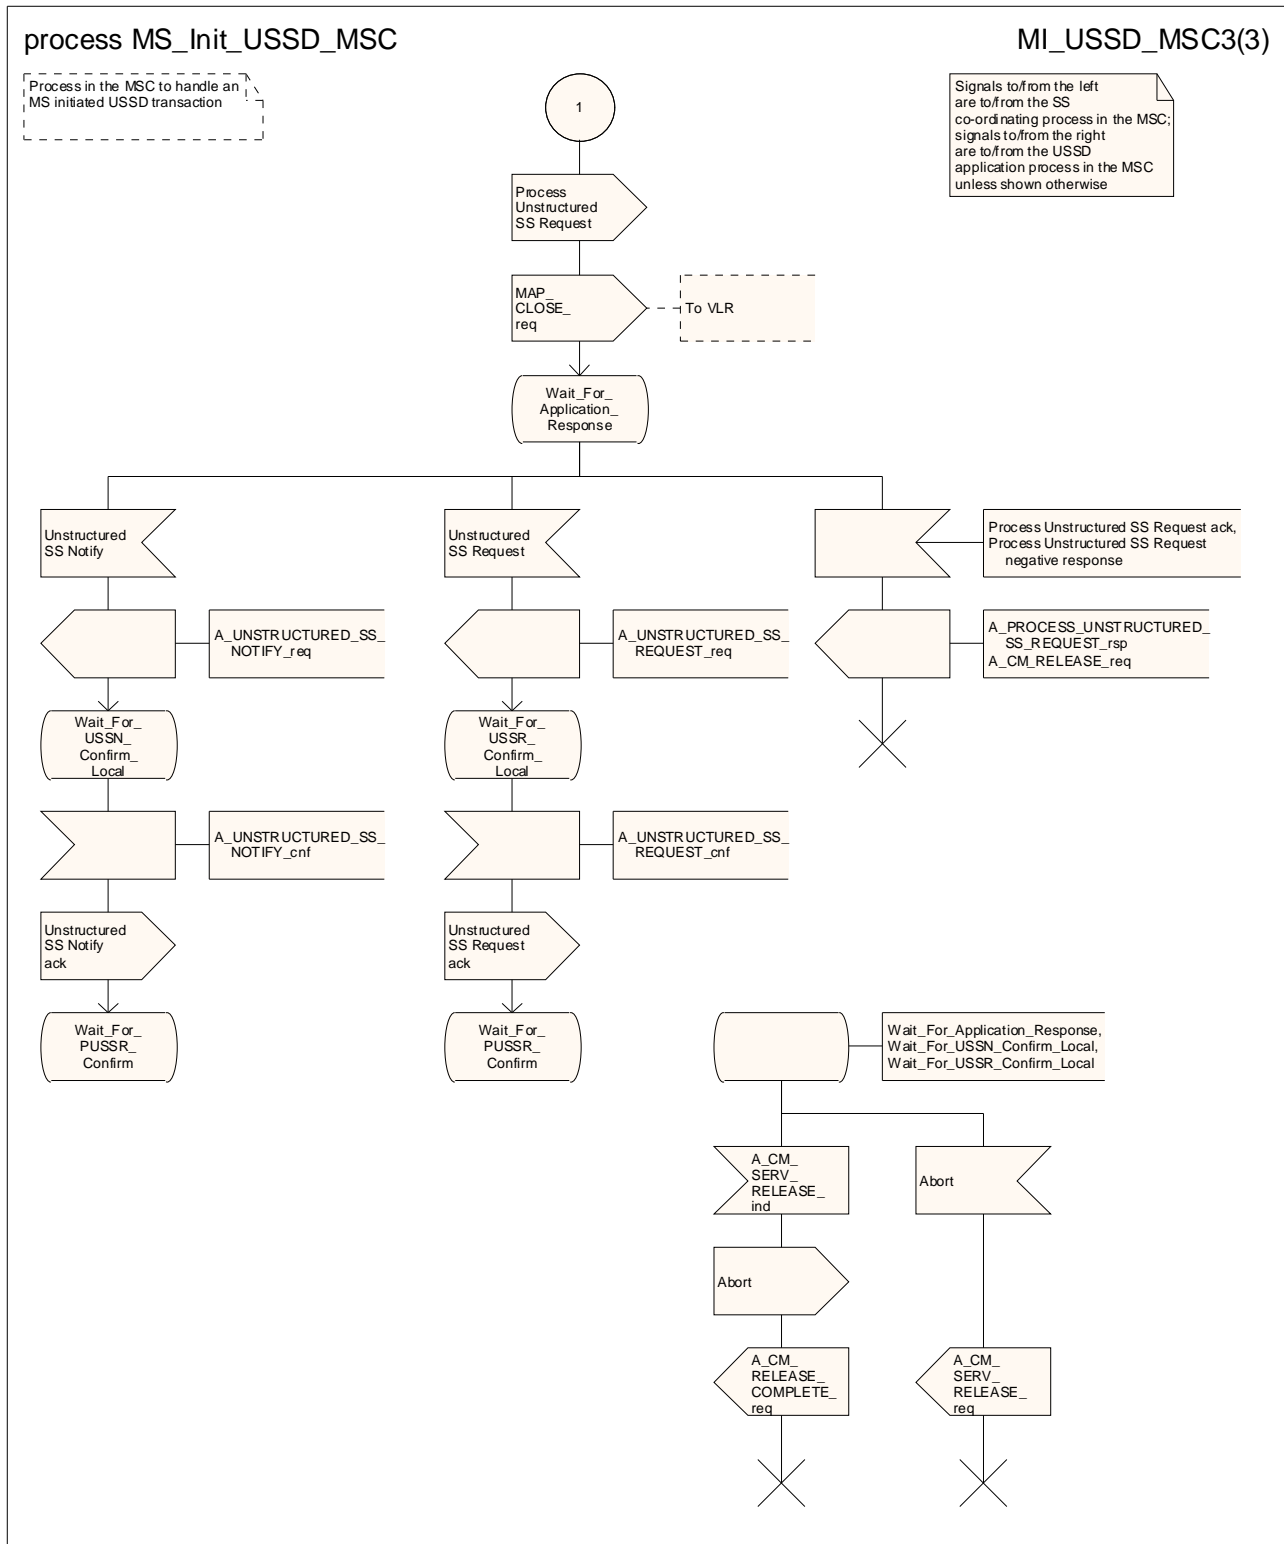 process MS_Init_USSD_MSC
MI_USSD_MSC3(3)
Process in the MSC to handle an
MS initiated USSD transaction
1
Signals to/from the left
are to/from the SS
co-ordinating process in the MSC;
signals to/from the right
are to/from the USSD
application process in the MSC
unless shown otherwise
Process
Unstructured
SS Request
MAP_
CLOSE_
req
To VLR
Wait_For_
Application_
Response
Unstructured
SS Notify
Unstructured
SS Request
Process Unstructured SS Request ack,
Process Unstructured SS Request
negative response
A_UNSTRUCTURED_SS_
NOTIFY_req
A_UNSTRUCTURED_SS_
REQUEST_req
A_PROCESS_UNSTRUCTURED_
SS_REQUEST_rsp
A_CM_RELEASE_req
Wait_For_
USSN_
Confirm_
Local
Wait_For_
USSR_
Confirm_
Local
A_UNSTRUCTURED_SS_
NOTIFY_cnf
A_UNSTRUCTURED_SS_
REQUEST_cnf
Unstructured
SS Notify
ack
Unstructured
SS Request
ack
Wait_For_
PUSSR_
Confirm
Wait_For_
PUSSR_
Confirm
Wait_For_Application_Response,
Wait_For_USSN_Confirm_Local,
Wait_For_USSR_Confirm_Local
A_CM_
SERV_
RELEASE_
ind
Abort
Abort
A_CM_
RELEASE_
COMPLETE_
req
A_CM_
SERV_
RELEASE_
req